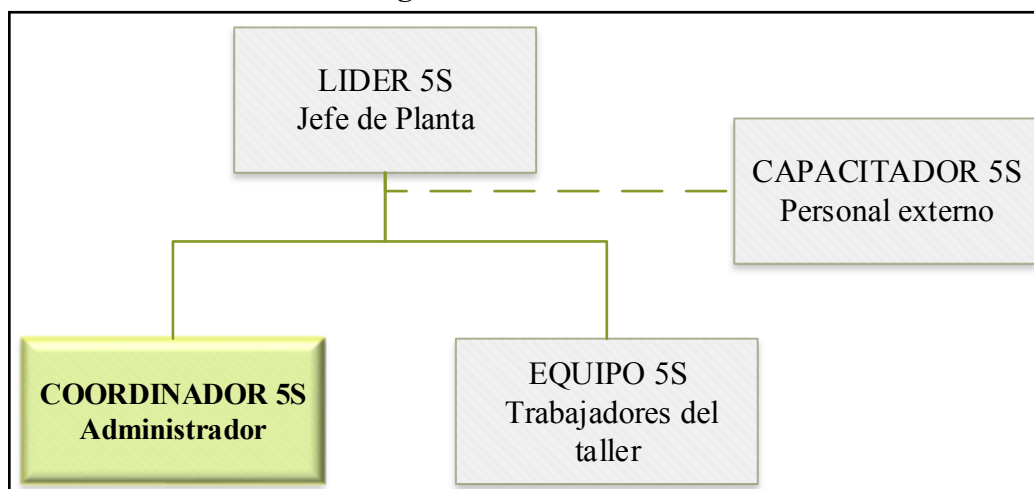 LIDER 5S
Jefe de Planta
CAPACITADOR 5S
Personal externo
COORDINADOR 5S
Administrador
EQUIPO 5S
Trabajadores del
taller